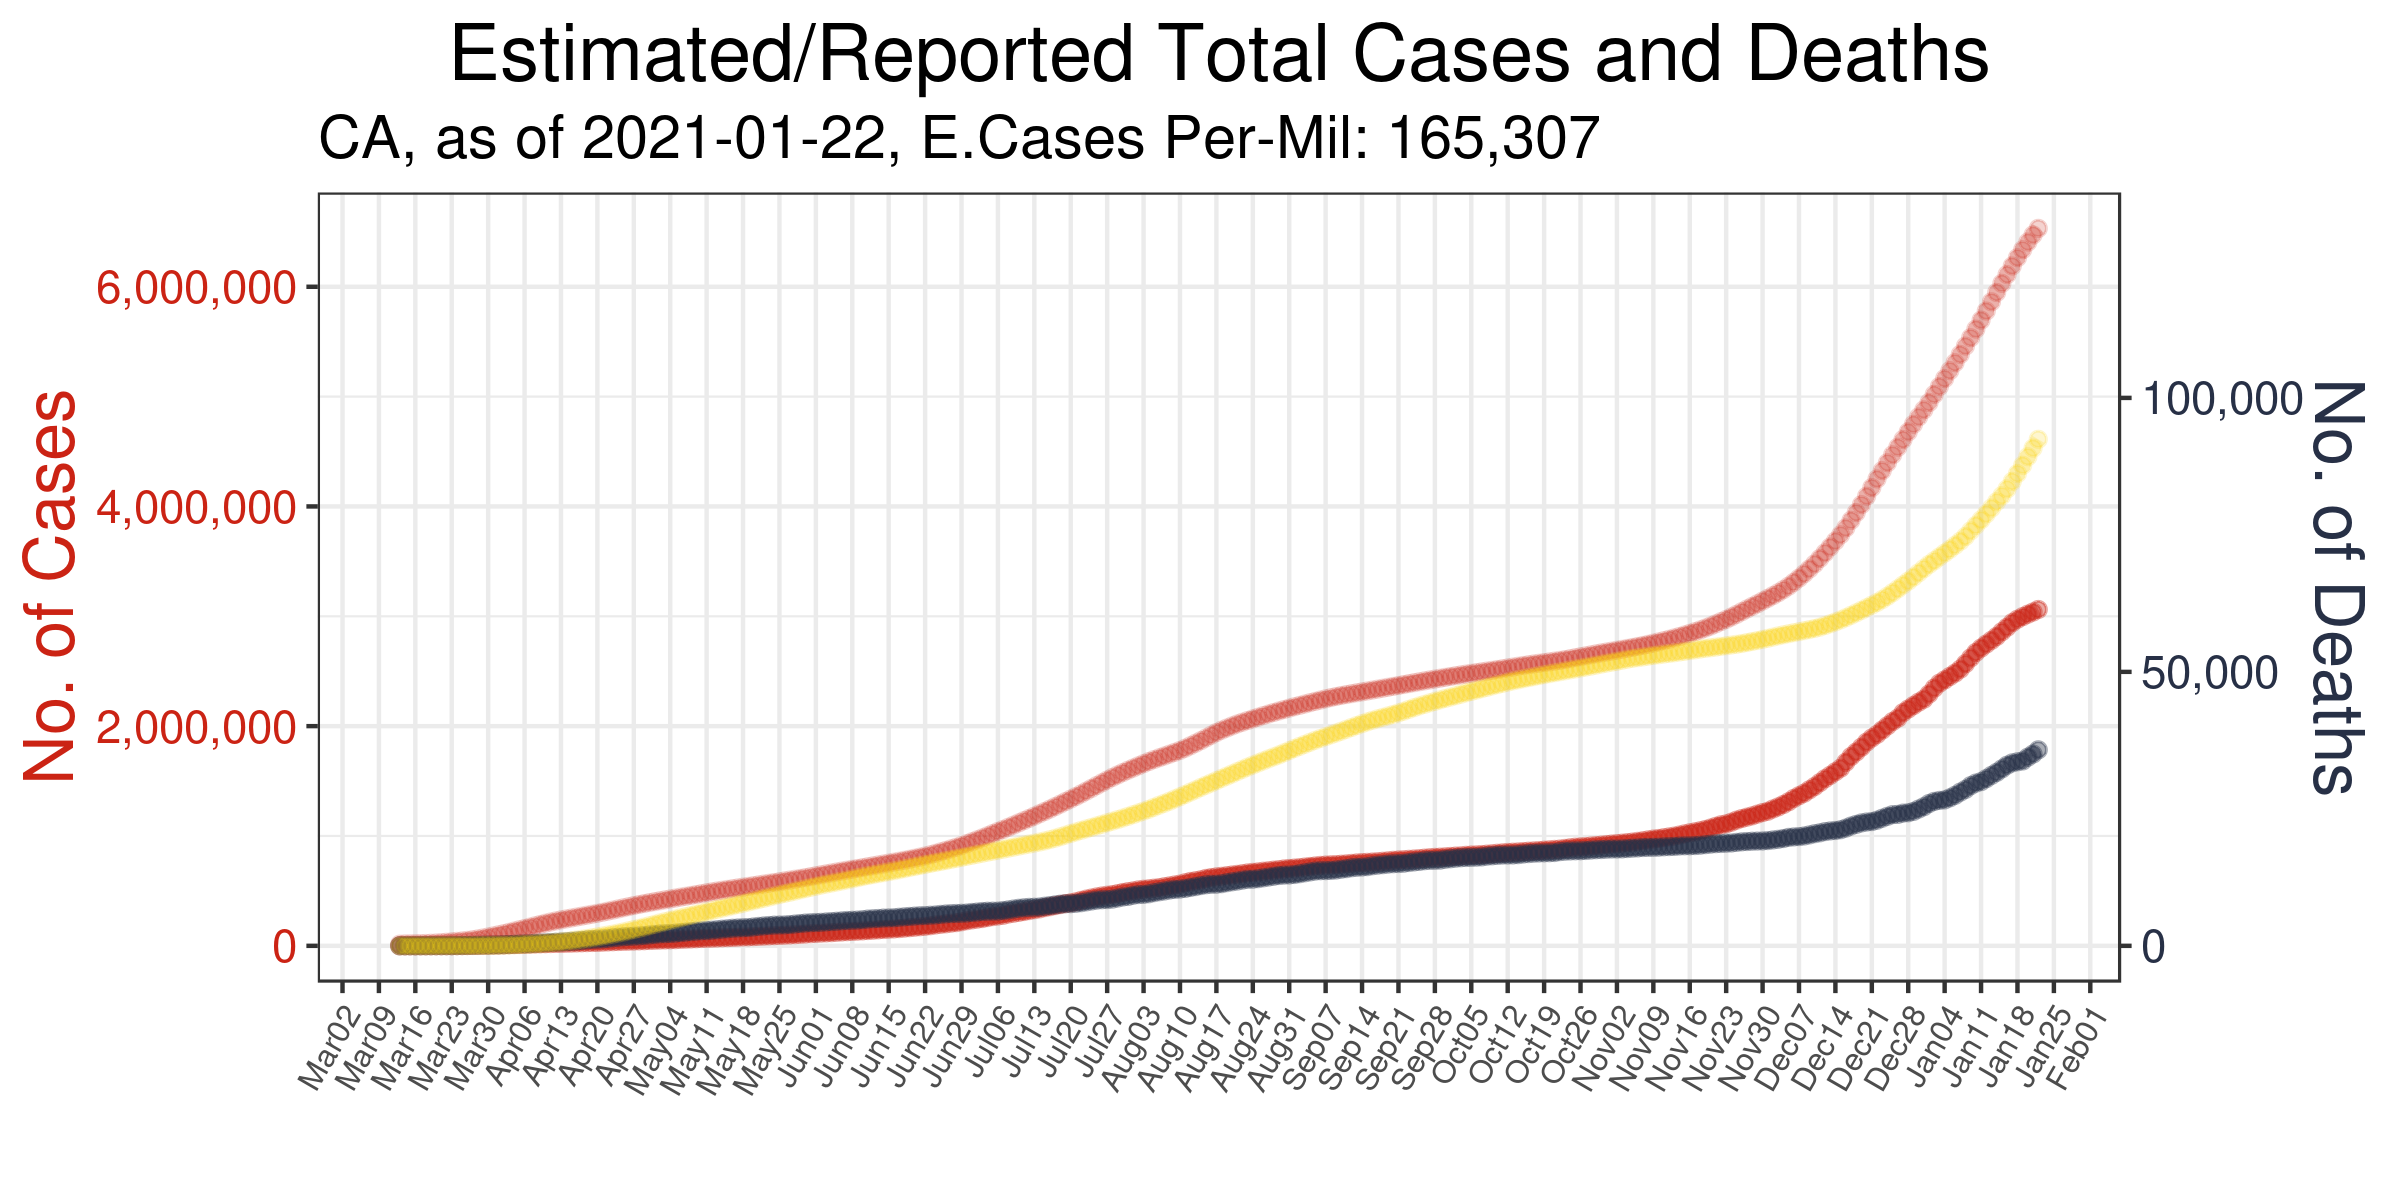 Estimated/Reported Total Cases and Deaths
CA, as of 2021-01-22, E.Cases Per-Mil: 165,307
No. of Cases
6,000,000
4,000,000
2,000,000
0
100,000
50,000
0
No. of Deaths
Mar02
Mar09
Mar16
Mar23
Mar30
Apr06
Apr13
Apr20
Apr27
May04
May11
May18
May25
Jun01
Jun08
Jun15
Jun22
Jun29
Jul06
Jul13
Jul20
Jul27
Aug03
Aug10
Aug17
Aug24
Aug31
Sep07
Sep14
Sep21
Sep28
Oct05
Oct12
Oct19
Oct26
Nov02
Nov09
Nov16
Nov23
Nov30
Dec07
Dec14
Dec21
Dec28
Jan04
Jan11
Jan18
Jan25
Feb01